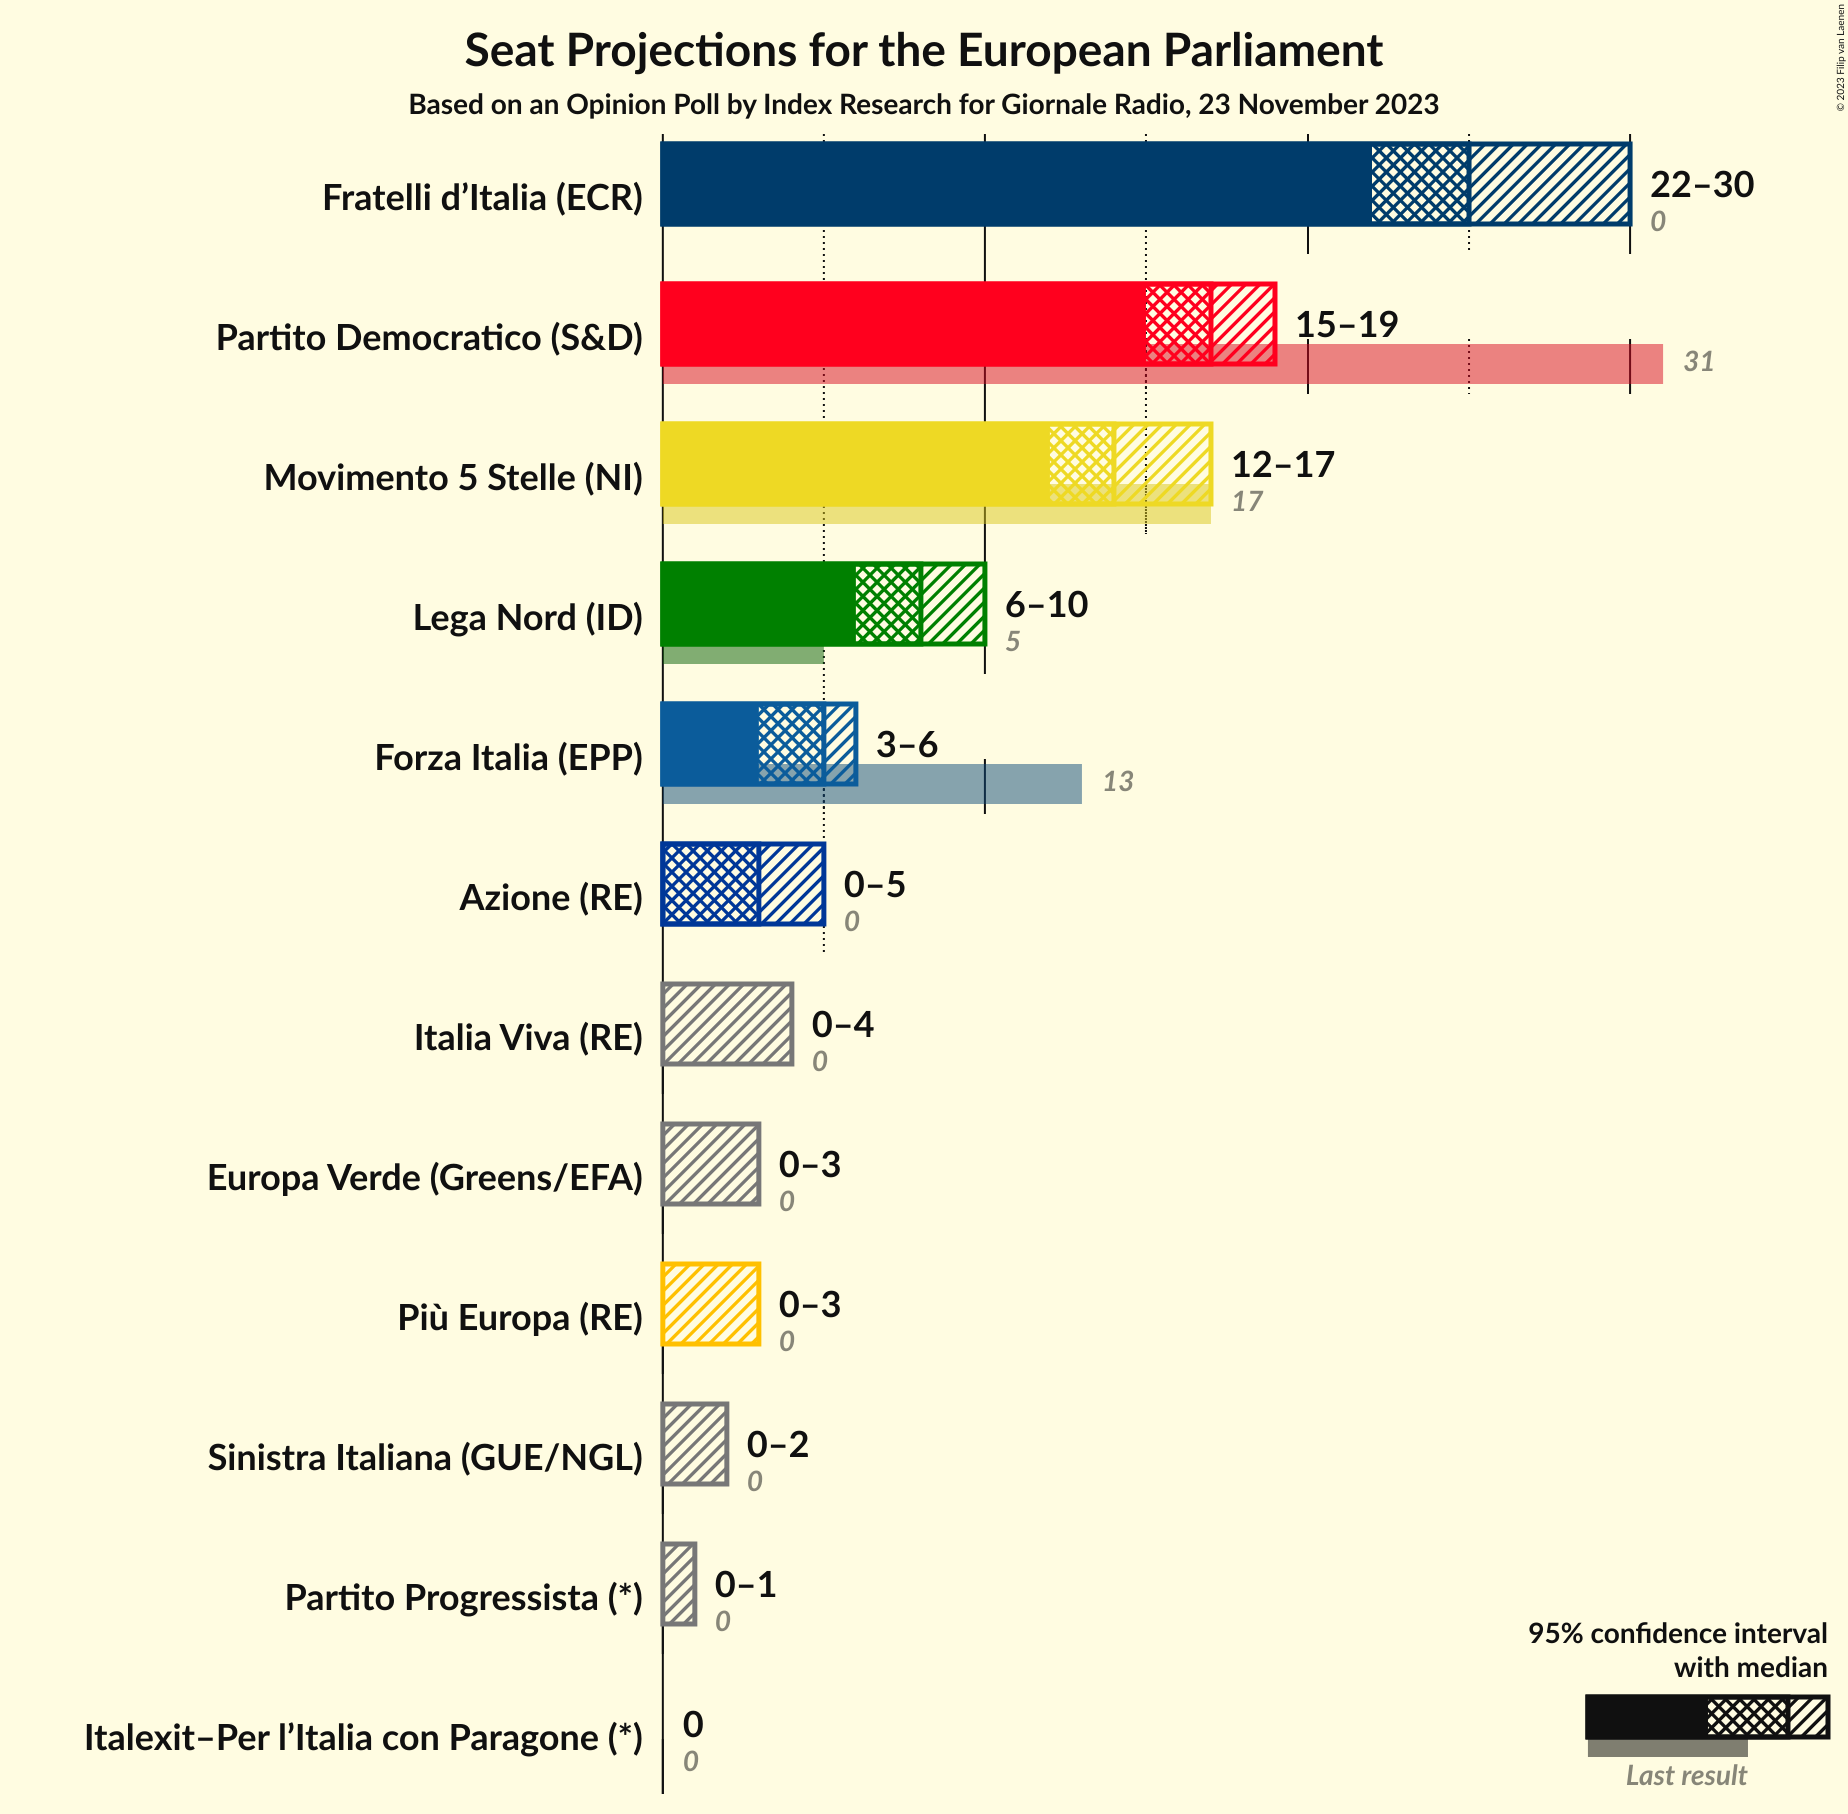 Seat Projections for the European Parliament
Based on an Opinion Poll by Index Research for Giornale Radio, 23 November 2023
© 2023 Filip van Laenen
Fratelli d’Italia (ECR)
22–30
0
Partito Democratico (S&D)
15–19
31
Movimento 5 Stelle (NI)
12–17
17
Lega Nord (ID)
6–10
5
Forza Italia (EPP)
3–6
13
Azione (RE)
0–5
0
Italia Viva (RE)
0–4
0
Europa Verde (Greens/EFA)
0–3
0
Più Europa (RE)
0–3
0
Sinistra Italiana (GUE/NGL)
0–2
0
Partito Progressista (*)
0–1
0
Italexit–Per l’Italia con Paragone (*)
0
0
95% confidence interval
with median
Last result